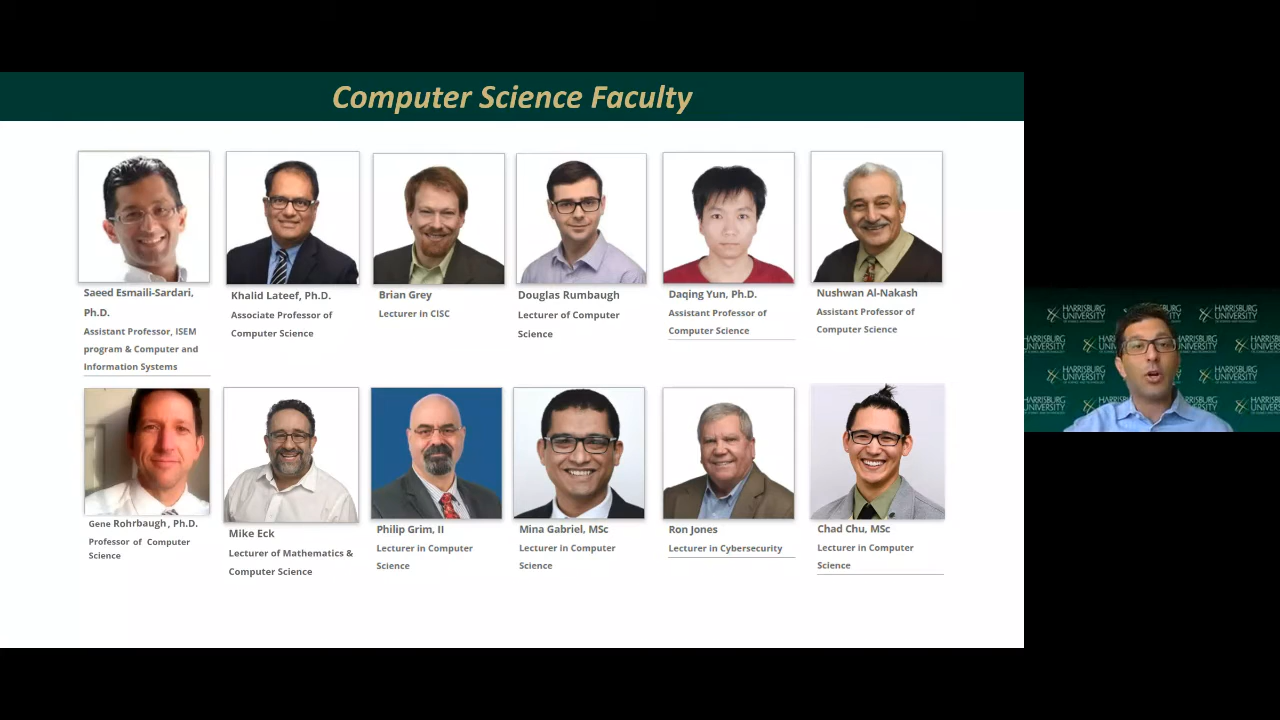 Computer Science Faculty
Saeed Esmaili-Sardari,
Ph.D.
Assistant Professor, ISEM
program & Computer and
Information Systems
Khalid Lateef, Ph.D.
Associate Professor of
Computer Science
Brian Grey
Lecturer in CISC
Douglas Rumbaugh
Lecturer of Computer
Science
Daqing Yun, Ph.D.
Assistant Professor of
Computer Science
Nushwan Al-Nakash
Assistant Professor of
Computer Science
Gene Rohrbaugh, Ph.D.
Professor of Computer
Science
Mike Eck
Lecturer of Mathematics &
Computer Science
Philip Grim, II
Lecturer in Computer
Science
Mina Gabriel, MSc
Lecturer in Computer
Science
Ron Jones
Lecturer in Cybersecurity
Chad Chu, MSc
Lecturer in Computer
Science
HARRISBURG
UNIVERSITY